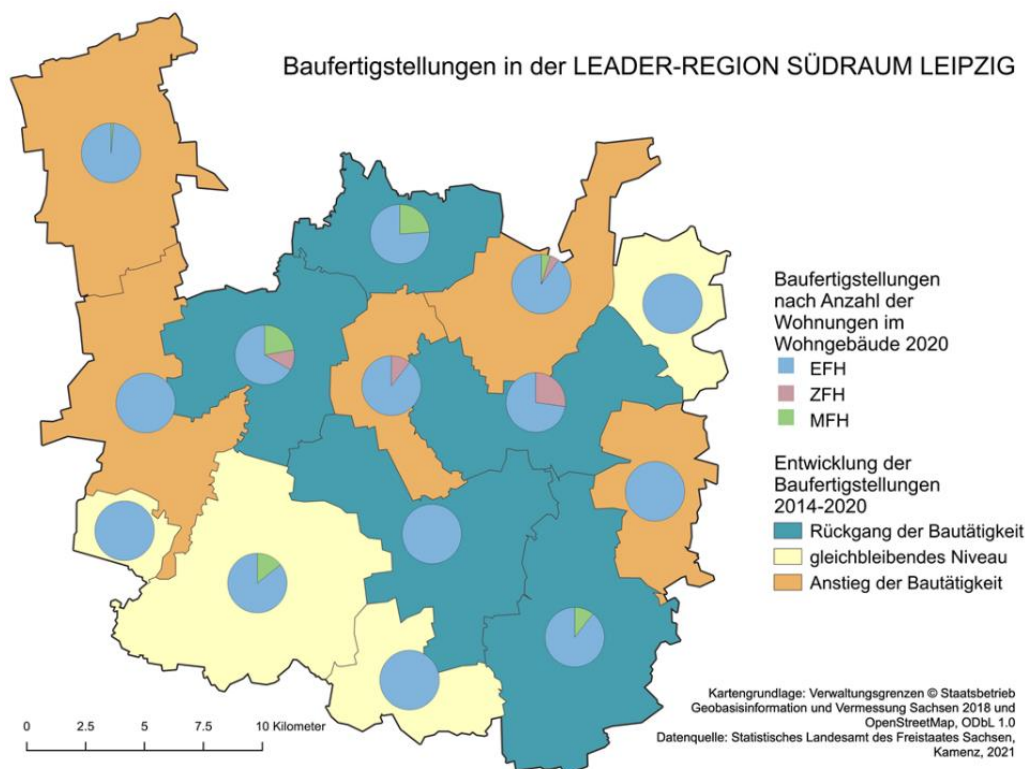 Baufertigstellungen in der LEADER-REGION SÜDRAUM LEIPZIG
Baufertigstellungen
nach Anzahl der
Wohnungen im
Wohngebäude 2020
EFH
ZFH
MFH
Entwicklung der
Baufertigstellungen
2014-2020
Rückgang der Bautätigkeit
gleichbleibendes Niveau
Anstieg der Bautätigkeit
0 2.5 5 7.5 10 Kilometer
Kartengrundlage: Verwaltungsgrenzen © Staatsbetrieb
Geobasisinformation und Vermessung Sachsen 2018 und
OpenStreetMap, ODbL 1.0
Datenquelle: Statistisches Landesamt des Freistaates Sachsen,
Kamenz, 2021